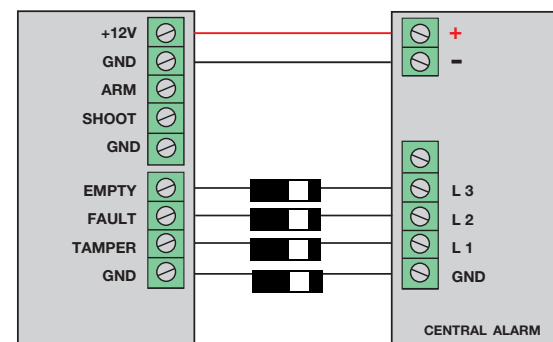 +12V
GND
ARM
SHOOT
GND
EMPTY
FAULT
TAMPER
GND
+
-
L 3
L 2
L 1
GND
CENTRAL ALARM